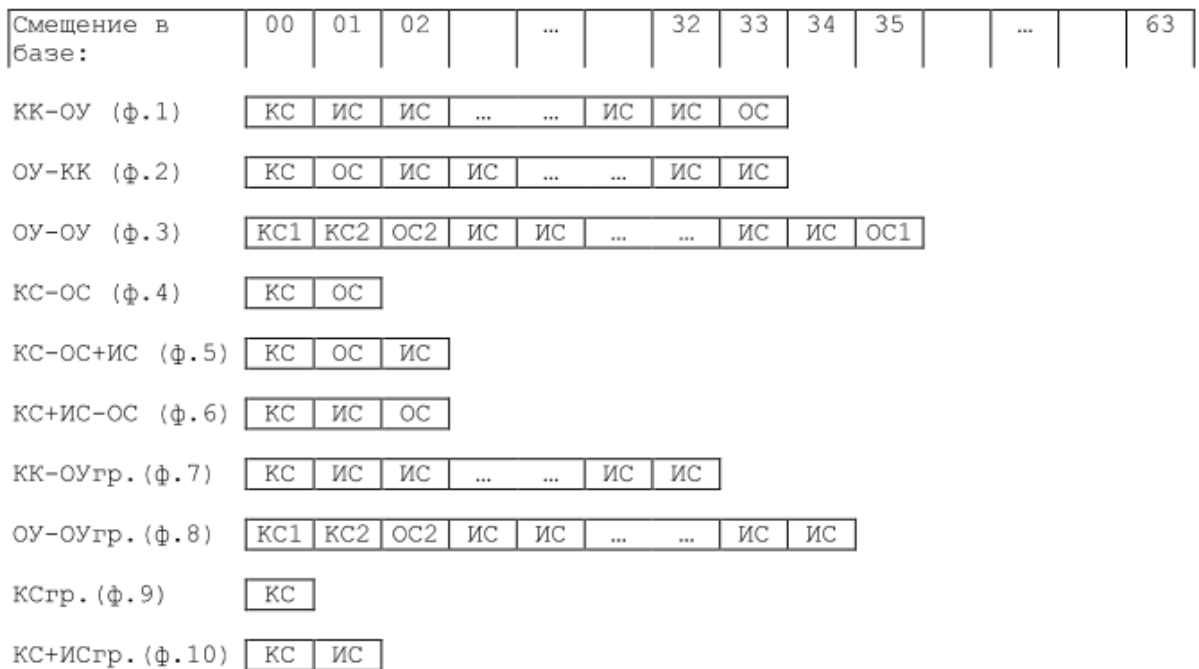 Смещение в базе: 00 01 02 … 32 33 34 35 … 63
КК-ОУ (ф.1) КС ИС ИС … … ИС ИС ОС
ОУ-КК (ф.2) КС ОС ИС ИС … … ИС ИС
ОУ-ОУ (ф.3) КС1 КС2 ОС2 ИС ИС … … ИС ИС ОС1
КС-ОС (ф.4) КС ОС
КС-ОС+ИС (ф.5) КС ОС ИС
КС+ИС-ОС (ф.6) КС ИС ОС
КК-ОУгр.(ф.7) КС ИС ИС … … ИС ИС
ОУ-ОУгр.(ф.8) КС1 КС2 ОС2 ИС ИС … … ИС ИС
КСгр.(ф.9) КС
КС+ИСгр.(ф.10) КС ИС